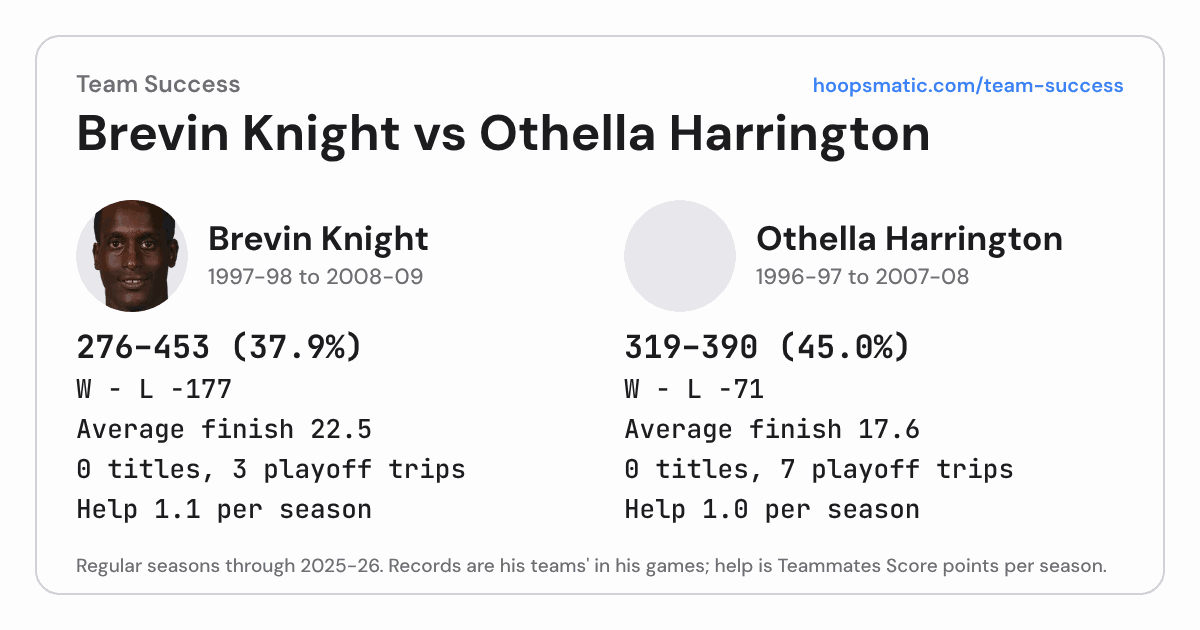 Team Success
hoopsmatic.com/team-success
Brevin Knight vs Othella Harrington
Brevin Knight
1997-98 to 2008-09
276-453 (37.9%)
W - L -177
Average finish 22.5
0 titles, 3 playoff trips
Help 1.1 per season
Othella Harrington
1996-97 to 2007-08
319-390 (45.0%)
W - L -71
Average finish 17.6
0 titles, 7 playoff trips
Help 1.0 per season
Regular seasons through 2025-26. Records are his teams' in his games; help is Teammates Score points per season.